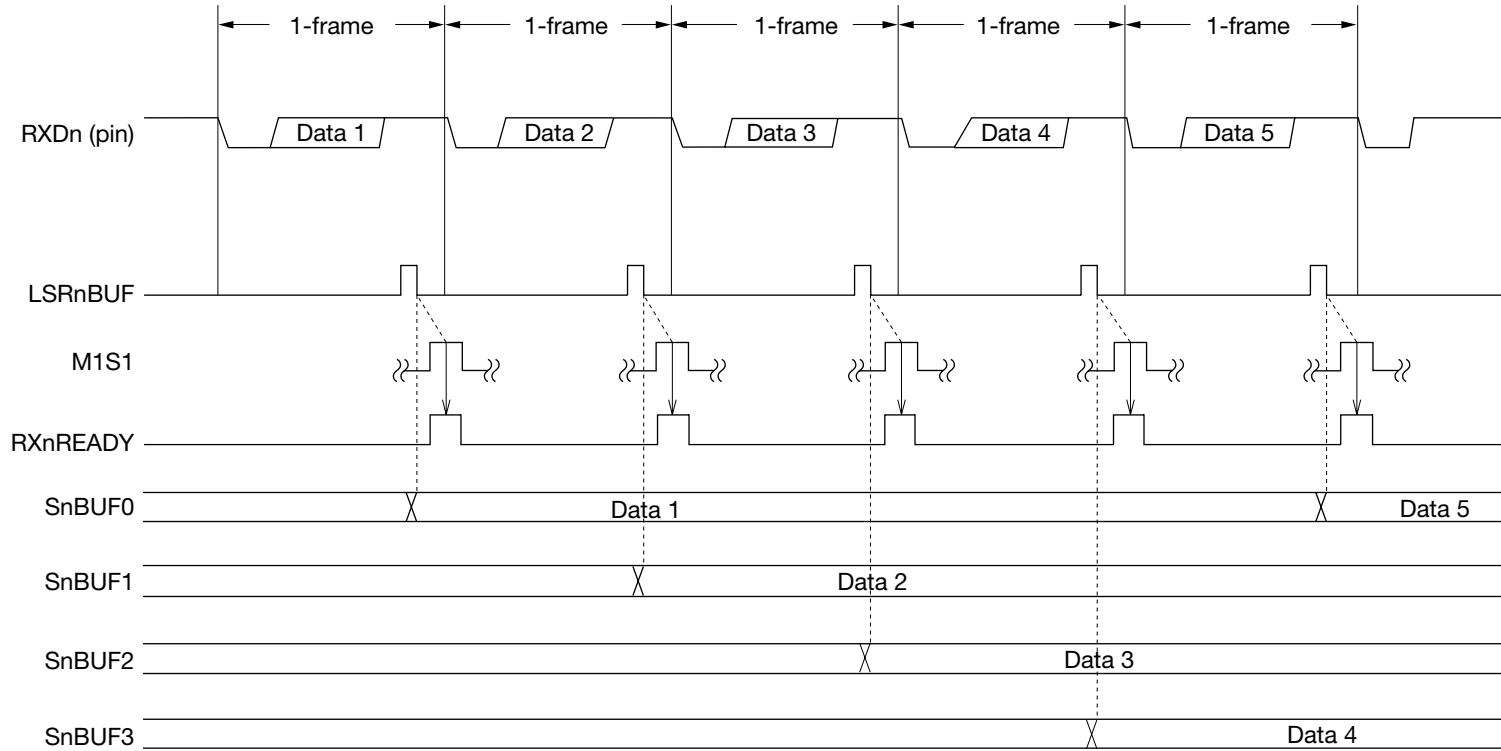 1-frame 1-frame 1-frame 1-frame 1-frame
RXDn (pin) Data 1 Data 2 Data 3 Data 4 Data 5
LSRnBUF
M1S1
RXnREADY
SnBUF0 Data 1 Data 5
SnBUF1 Data 2
SnBUF2 Data 3
SnBUF3 Data 4